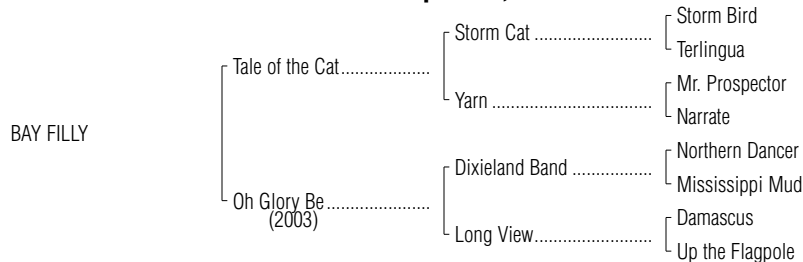 Storm Bird
Storm Cat ..........................
Terlingua
Tale of the Cat....................
Mr. Prospector
Yarn ...................................
Narrate
BAY FILLY
Northern Dancer
Dixieland Band ..................
Mississippi Mud
Oh Glory Be.......................
(2003)
Damascus
Long View..........................
Up the Flagpole